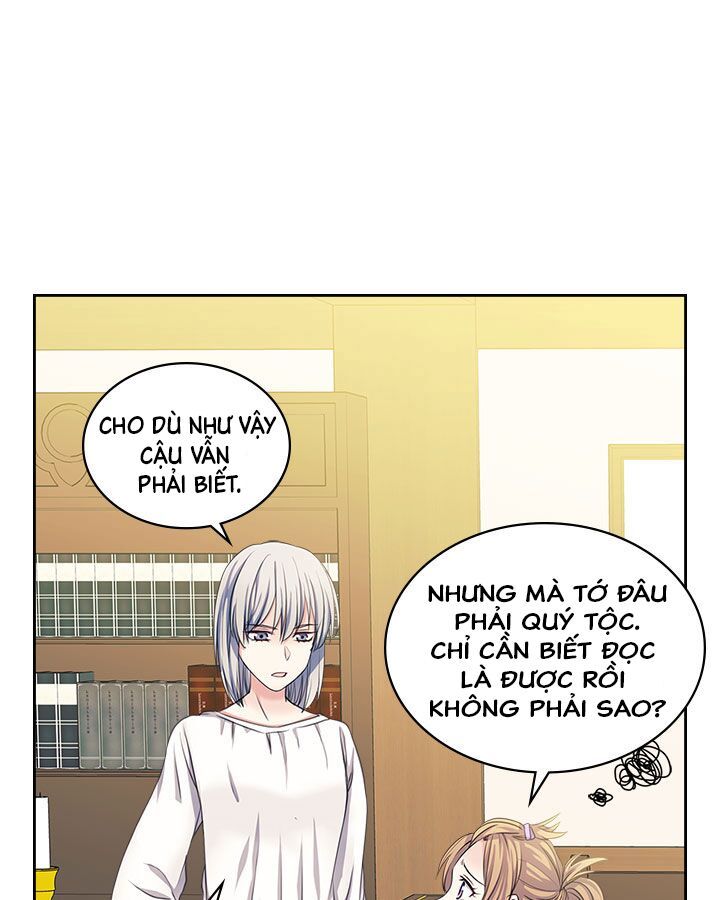 CHO DÙ NHƯ VẬY
CẬU VẪN
PHẢI BIẾT.
NHƯNG MÀ TỚ ĐÂU
PHẢI QUÝ TỘC.
CHỈ CẦN BIẾT ĐỌC
LÀ ĐƯỢC RỒI
KHÔNG PHẢI SAO?